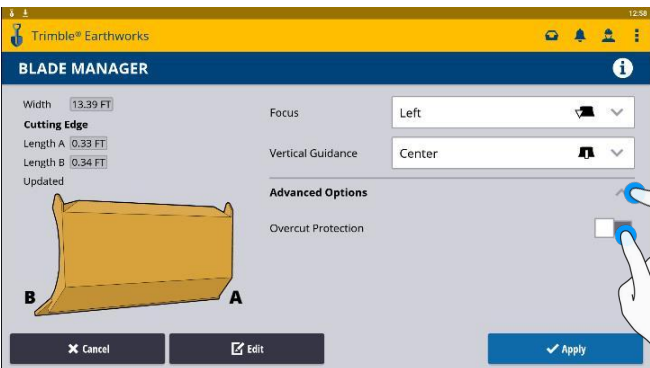 12:58
Trimble® Earthworks
BLADE MANAGER
Width 13.39 FT
Cutting Edge
Length A 0.33 FT
Length B 0.34 FT
Updated
B
A
Focus Left
Vertical Guidance Center
Advanced Options
Overcut Protection
Cancel
Edit
Apply